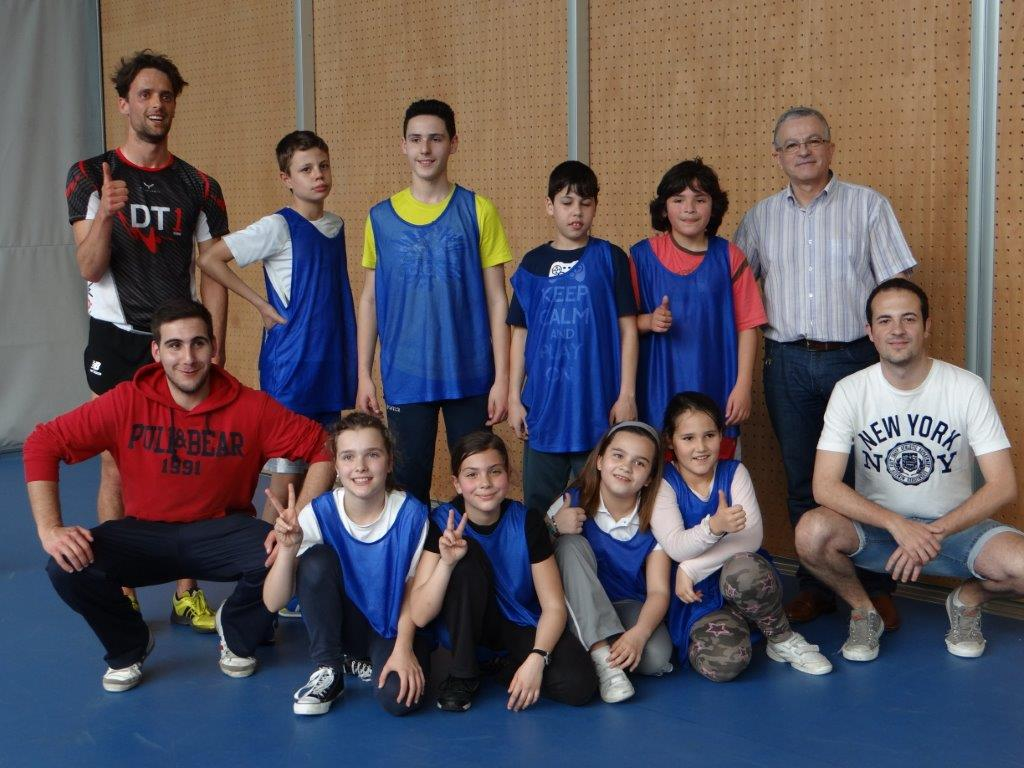 DT1
PULL&BEAR
1991
KEEP
CALM
AND
PLAY
ON
NEW YORK
N Y